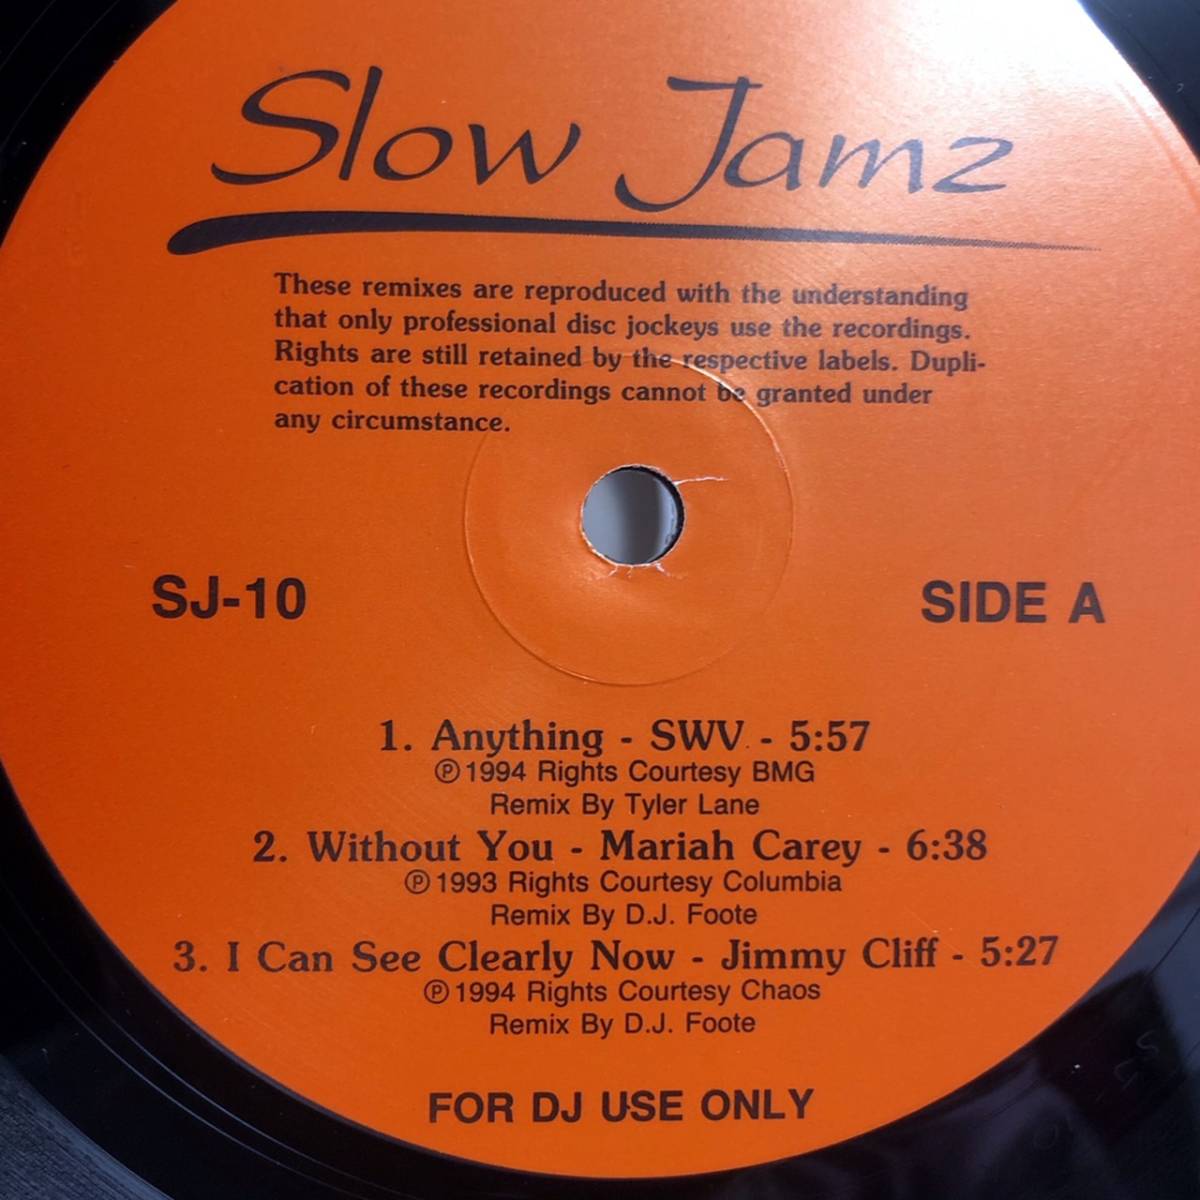 Slow Jamz
These remixes are reproduced with the understanding
that only professional disc jockeys use the recordings.
Rights are still retained by the respective labels. Dupli-
cation of these recordings cannot be granted under
any circumstance.
SJ-10
SIDE A
1. Anything - SWV - 5:57
℗1994 Rights Courtesy BMG
Remix By Tyler Lane
2. Without You - Mariah Carey - 6:38
℗1993 Rights Courtesy Columbia
Remix By D.J. Foote
3. I Can See Clearly Now - Jimmy Cliff - 5:27
℗1994 Rights Courtesy Chaos
Remix By D.J. Foote
FOR DJ USE ONLY